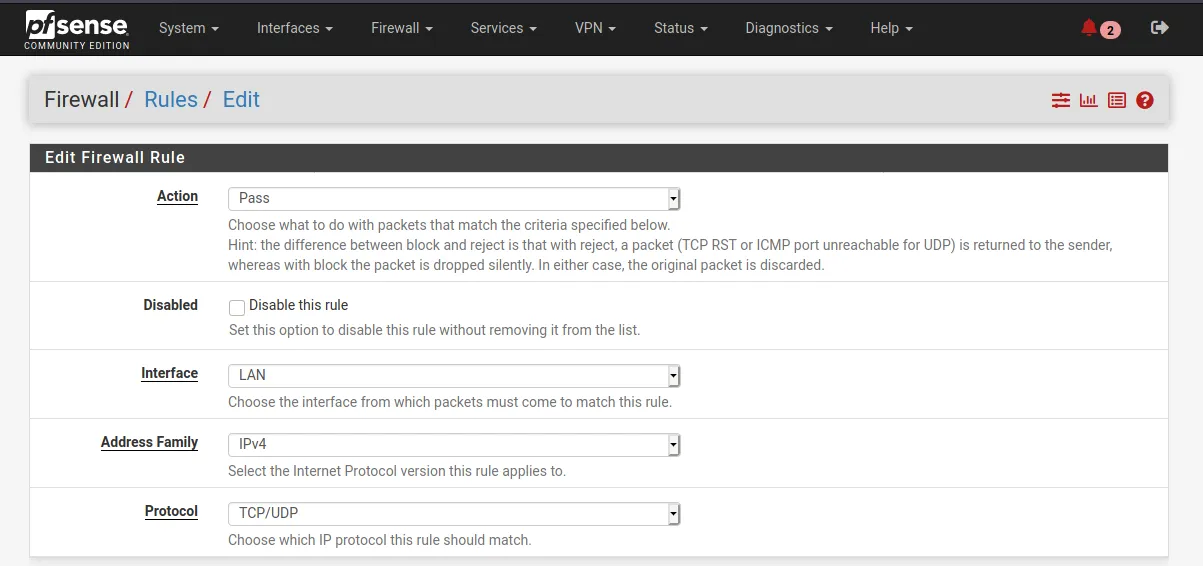 pfsense System Interfaces Firewall Services VPN Status Diagnostics Help 2
COMMUNITY EDITION
Firewall / Rules / Edit
Edit Firewall Rule
Action Pass
Choose what to do with packets that match the criteria specified below.
Hint: the difference between block and reject is that with reject, a packet (TCP RST or ICMP port unreachable for UDP) is returned to the sender,
whereas with block the packet is dropped silently. In either case, the original packet is discarded.
Disabled Disable this rule
Set this option to disable this rule without removing it from the list.
Interface LAN
Choose the interface from which packets must come to match this rule.
Address Family IPv4
Select the Internet Protocol version this rule applies to.
Protocol TCP/UDP
Choose which IP protocol this rule should match.